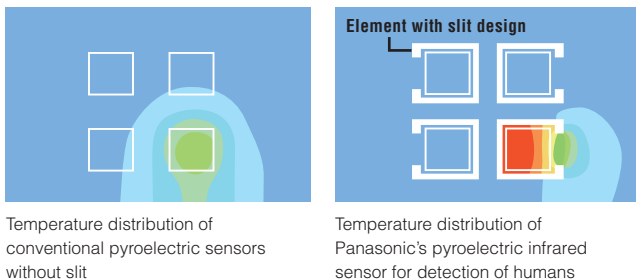 Element with slit design
Temperature distribution of
conventional pyroelectric sensors
without slit
Temperature distribution of
Panasonic's pyroelectric infrared
sensor for detection of humans